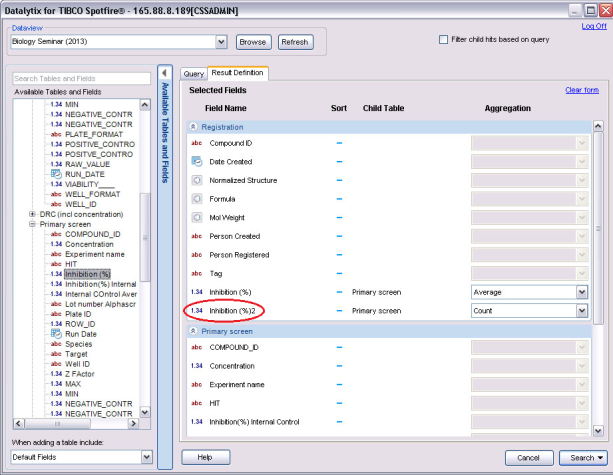 Datalytix for TIBCO Spotfire® - 165.88.8.189[CSSADMIN]
Log Off
Dataview
Biology Seminar (2013)
Browse
Refresh
Filter child hits based on query
Search Tables and Fields
Available Tables and Fields
1.34 MIN
1.34 NEGATIVE_CONTR
1.34 NEGATIVE_CONTR
abc PLATE_FORMAT
1.34 POSITIVE_CONTRO
1.34 POSITIVE_CONTRO
1.34 RAW_VALUE
RUN_DATE
1.34 VIABILITY____
abc WELL_FORMAT
abc WELL_ID
DRC (incl concentration)
Primary screen
abc COMPOUND_ID
1.34 Concentration
abc Experiment name
abc HIT
1.34 Inhibition (%)
1.34 Inhibition(%) Internal
1.34 Internal COntrol Aver
abc Lot number Alphascr
abc Plate ID
1.34 ROW_ID
Run Date
abc Species
abc Target
abc Well ID
1.34 Z FActor
1.34 MAX
1.34 MIN
1.34 NEGATIVE_CONTR
1.34 NEGATIVE_CONTR
When adding a table include:
Default Fields
Available Tables and Fields
Query
Result Definition
Selected Fields
Clear form
Field Name Sort Child Table Aggregation
Registration
abc Compound ID
Date Created
Normalized Structure
Formula
Mol Weight
abc Person Created
abc Person Registered
abc Tag
1.34 Inhibition (%) Primary screen Average
1.34 Inhibition (%)2 Primary screen Count
Primary screen
abc COMPOUND_ID
1.34 Concentration
abc Experiment name
abc HIT
1.34 Inhibition(%) Internal Control
Help
Cancel
Search